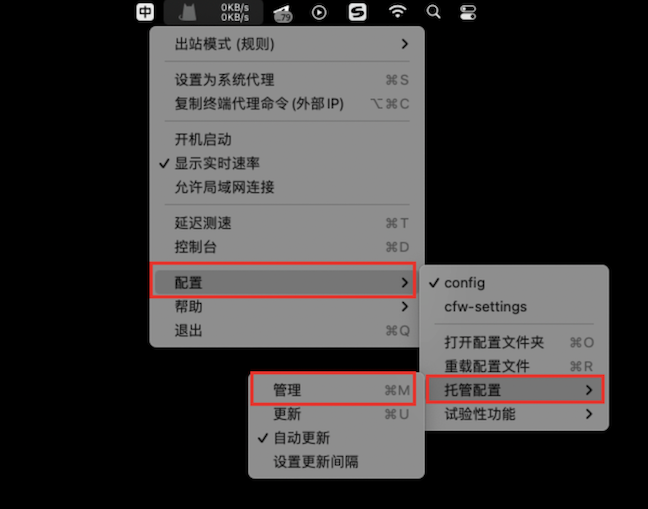 中
0KB/s
0KB/s
79
S
出站模式 (规则)
设置为系统代理 ⌘S
复制终端代理命令 (外部 IP) ⌥⌘C
开机启动
✓ 显示实时速率
允许局域网连接
延迟测速 ⌘T
控制台 ⌘D
配置
帮助
退出 ⌘Q
✓ config
cfw-settings
打开配置文件夹 ⌘O
重载配置文件 ⌘R
托管配置
试验性功能
管理 ⌘M
更新 ⌘U
✓ 自动更新
设置更新间隔